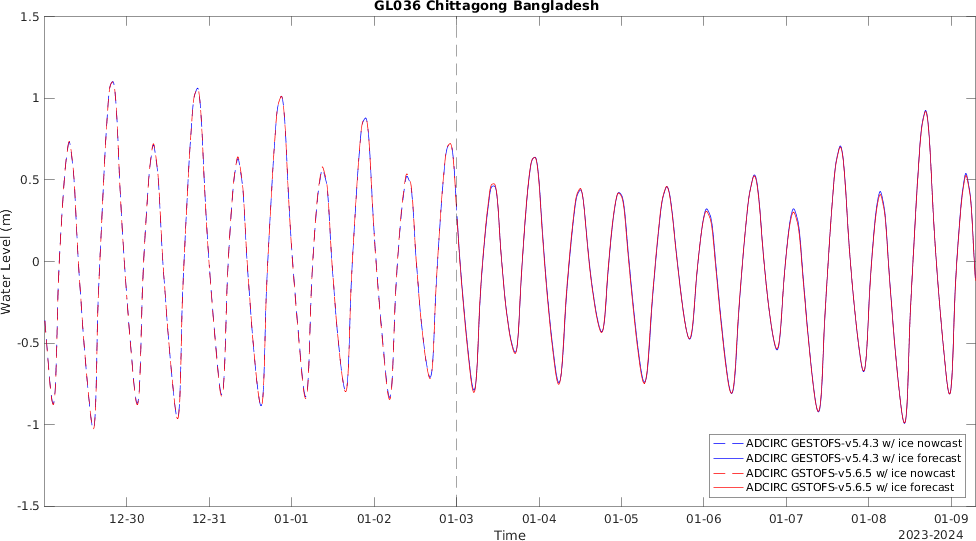 GL036 Chittagong Bangladesh
1.5
1
0.5
0
-0.5
-1
-1.5
Water Level (m)
ADCIRC GESTOFS-v5.4.3 w/ ice nowcast
ADCIRC GESTOFS-v5.4.3 w/ ice forecast
ADCIRC GSTOFS-v5.6.5 w/ ice nowcast
ADCIRC GSTOFS-v5.6.5 w/ ice forecast
12-30 12-31 01-01 01-02 01-03 01-04 01-05 01-06 01-07 01-08 01-09
Time
2023-2024